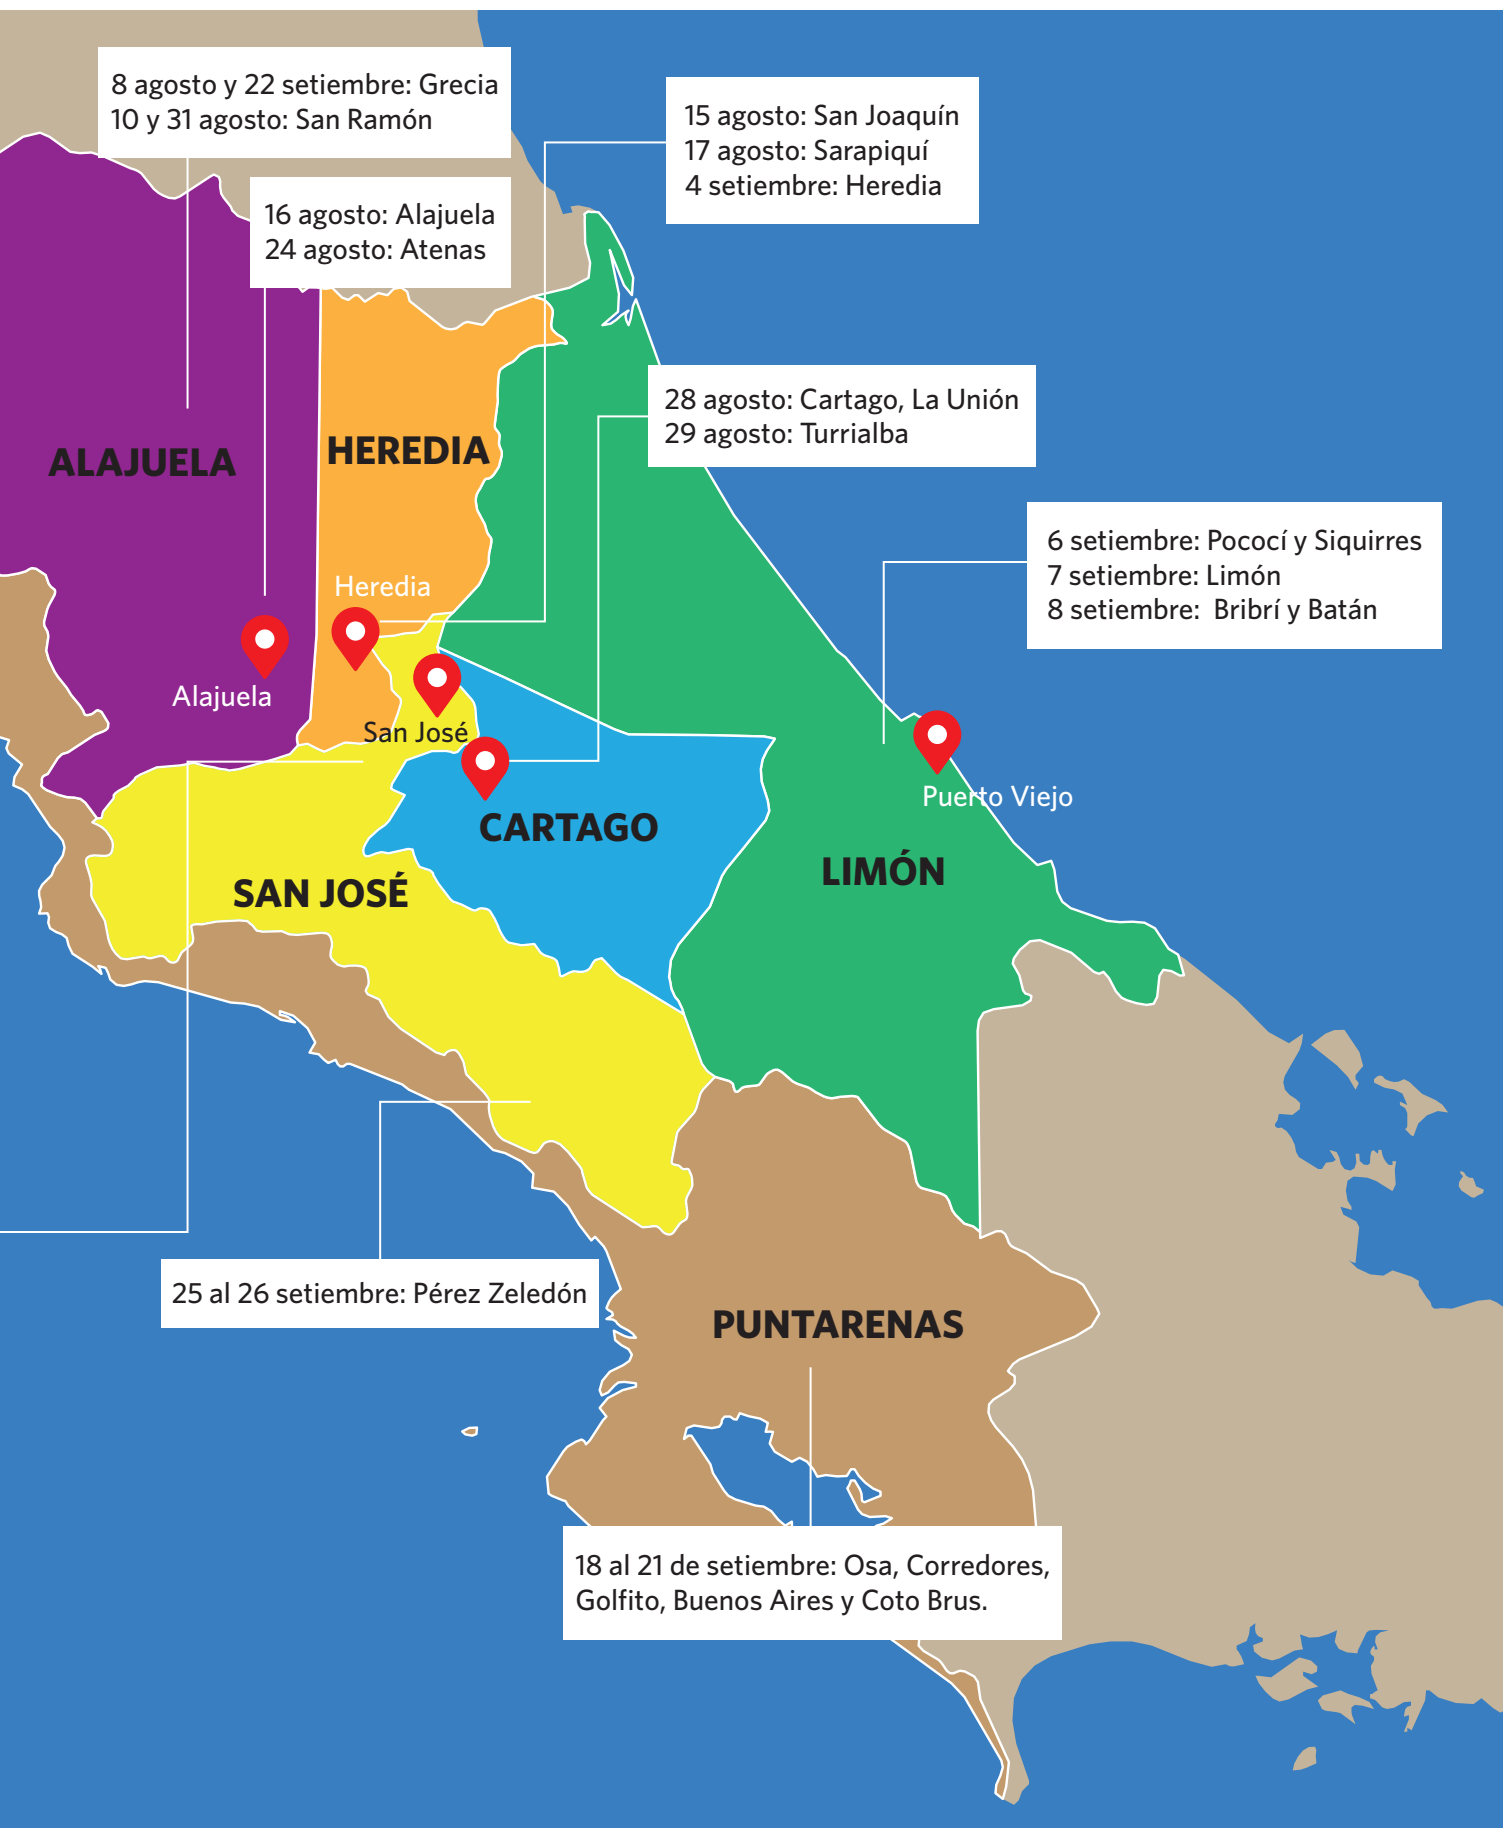 8 agosto y 22 setiembre: Grecia
10 y 31 agosto: San Ramón
15 agosto: San Joaquín
17 agosto: Sarapiquí
4 setiembre: Heredia
16 agosto: Alajuela
24 agosto: Atenas
28 agosto: Cartago, La Unión
29 agosto: Turrialba
ALAJUELA
HEREDIA
6 setiembre: Pococí y Siquirres
7 setiembre: Limón
8 setiembre: Bribrí y Batán
Heredia
Alajuela
San José
Puerto Viejo
CARTAGO
LIMÓN
SAN JOSÉ
25 al 26 setiembre: Pérez Zeledón
PUNTARENAS
18 al 21 de setiembre: Osa, Corredores,
Golfito, Buenos Aires y Coto Brus.